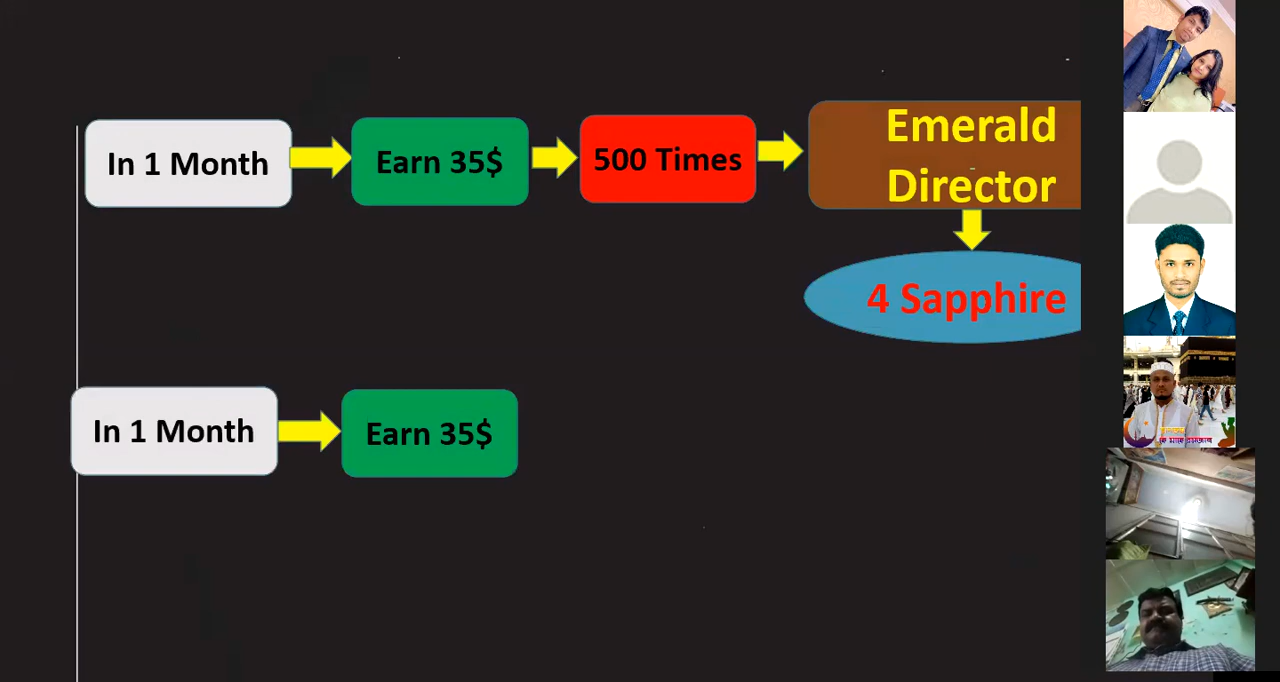 In 1 Month
Earn 35$
500 Times
Emerald
Director
4 Sapphire
In 1 Month
Earn 35$